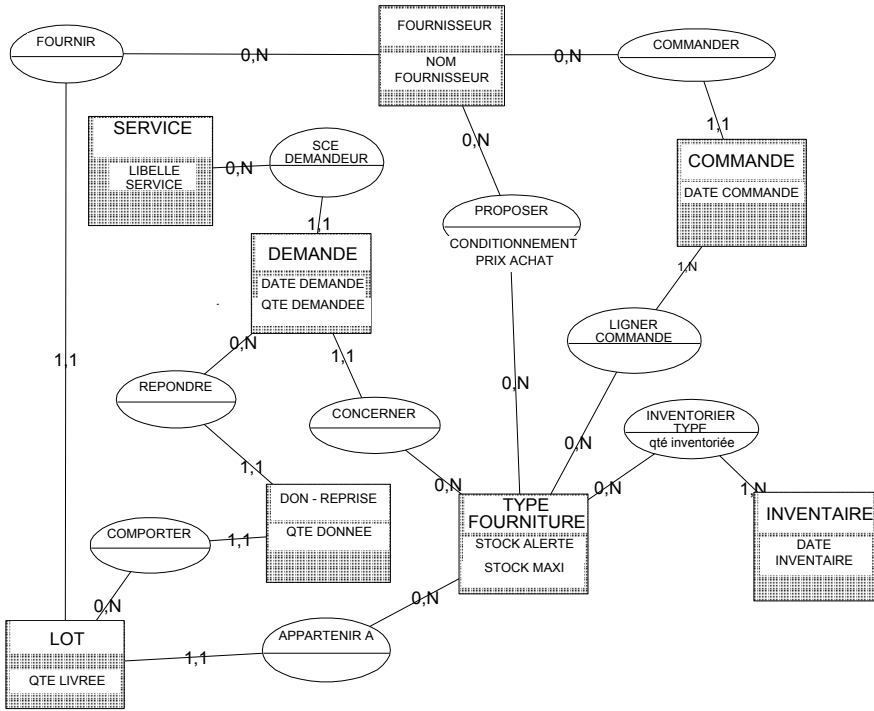 FOURNISSEUR
NOM
FOURNISSEUR
FOURNIR
0,N
0,N
COMMANDER
SERVICE
LIBELLE
SERVICE
0,N
SCE
DEMANDEUR
0,N
1,1
COMMANDE
DATE COMMANDE
1,1
PROPOSER
CONDITIONNEMENT
PRIX ACHAT
DEMANDE
DATE DEMANDE
QTE DEMANDEE
1,N
LIGNER
COMMANDE
0,N
1,1
1,1
REPONDRE
0,N
CONCERNER
INVENTORIER
TYPE
qté inventoriée
0,N
1,1
0,N
0,N
1,N
DON - REPRISE
QTE DONNEE
TYPE
FOURNITURE
STOCK ALERTE
STOCK MAXI
INVENTAIRE
DATE
INVENTAIRE
COMPORTER
1,1
0,N
0,N
LOT
QTE LIVREE
1,1
APPARTENIR A